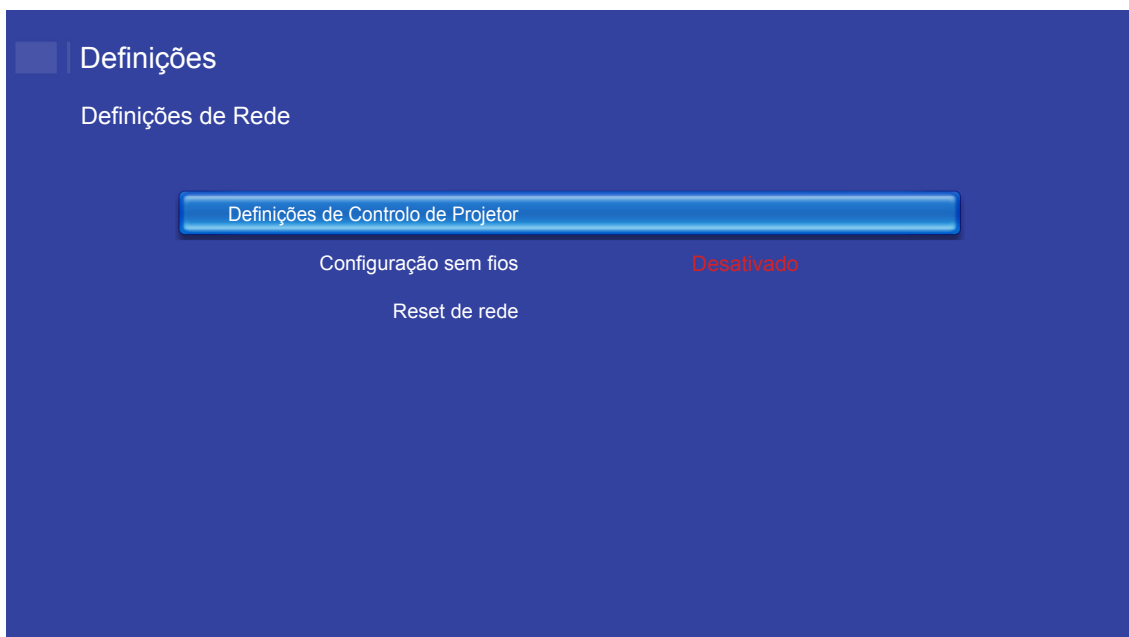 Definições
Definições de Rede
Definições de Controlo de Projetor
Configuração sem fios Desativado
Reset de rede